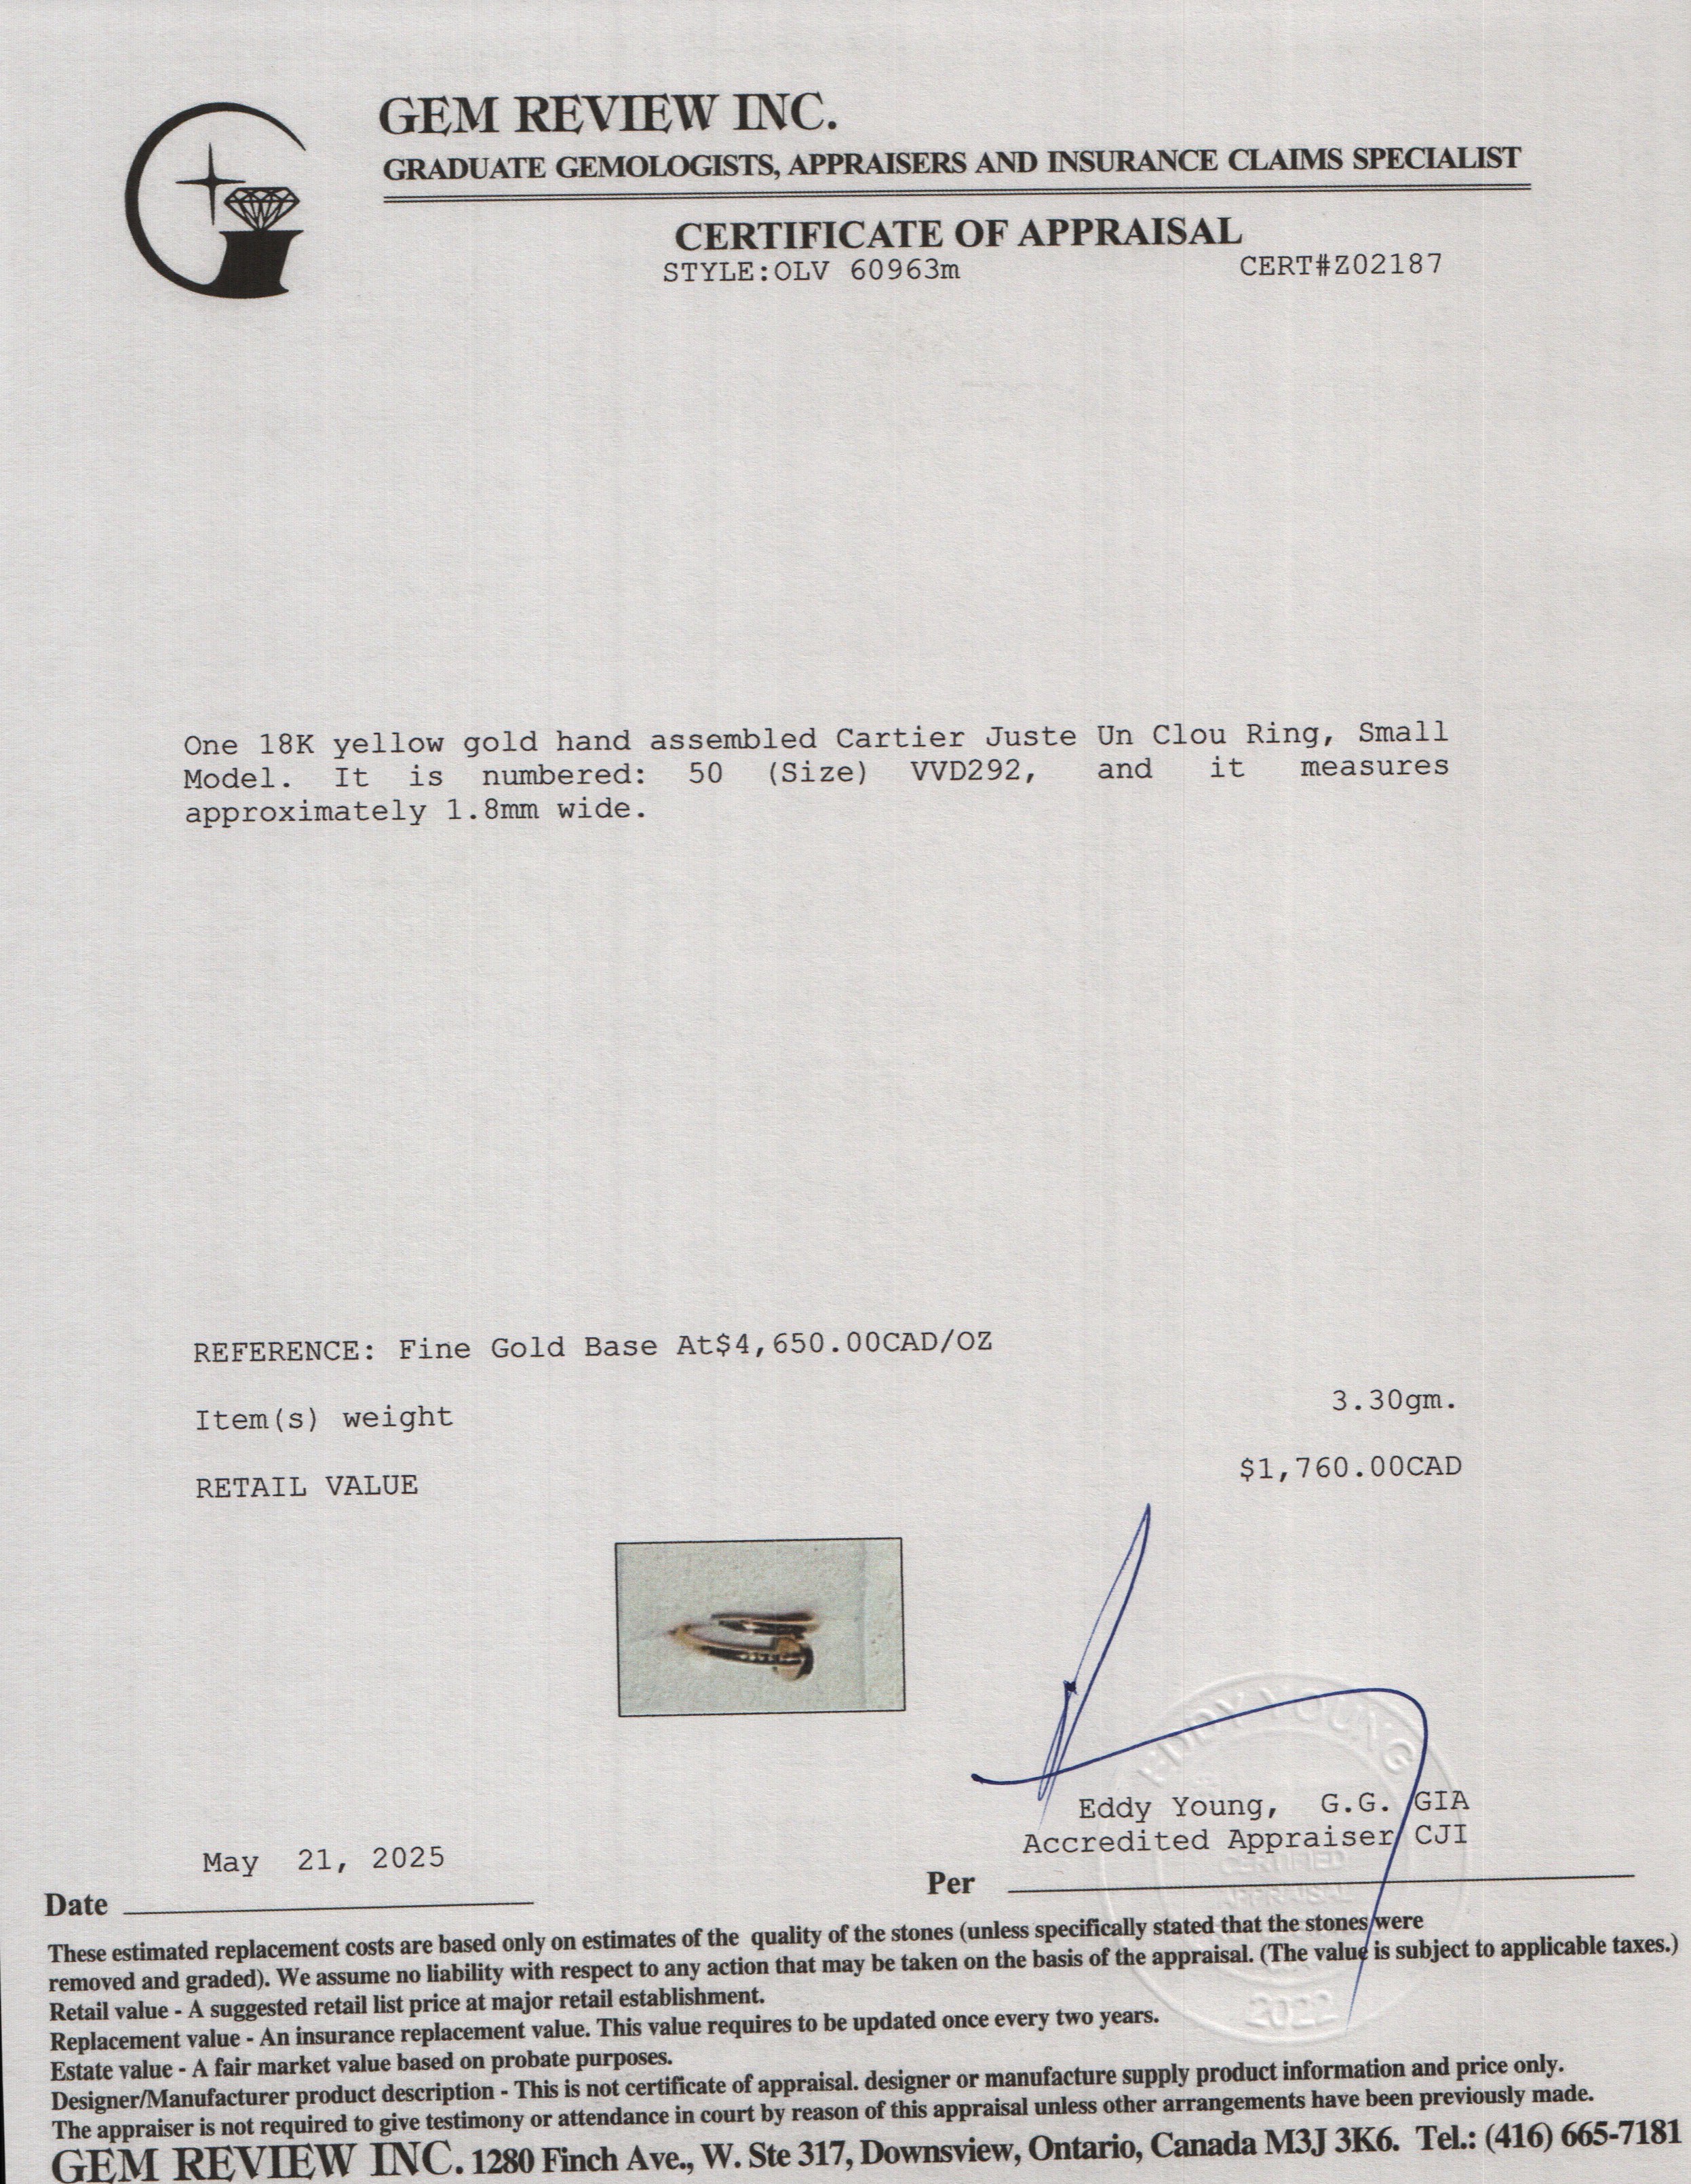 GEM REVIEW INC.
GRADUATE GEMOLOGISTS, APPRAISERS AND INSURANCE CLAIMS SPECIALIST
CERTIFICATE OF APPRAISAL
STYLE:OLV 60963m CERT#Z02187
One 18K yellow gold hand assembled Cartier Juste Un Clou Ring, Small
Model. It is numbered: 50 (Size) VVD292, and it measures
approximately 1.8mm wide.
REFERENCE: Fine Gold Base At$4,650.00CAD/OZ
Item(s) weight 3.30gm.
RETAIL VALUE $1,760.00CAD
EDDY YOUNG
Eddy Young, G.G. GIA
Accredited Appraiser CJI
CERTIFIED
APPRAISAL
2022
May 21, 2025
Date
Per
These estimated replacement costs are based only on estimates of the quality of the stones (unless specifically stated that the stones were
removed and graded). We assume no liability with respect to any action that may be taken on the basis of the appraisal. (The value is subject to applicable taxes.)
Retail value - A suggested retail list price at major retail establishment.
Replacement value - An insurance replacement value. This value requires to be updated once every two years.
Estate value - A fair market value based on probate purposes.
Designer/Manufacturer product description - This is not certificate of appraisal. designer or manufacture supply product information and price only.
The appraiser is not required to give testimony or attendance in court by reason of this appraisal unless other arrangements have been previously made.
GEM REVIEW INC. 1280 Finch Ave., W. Ste 317, Downsview, Ontario, Canada M3J 3K6. Tel.: (416) 665-7181